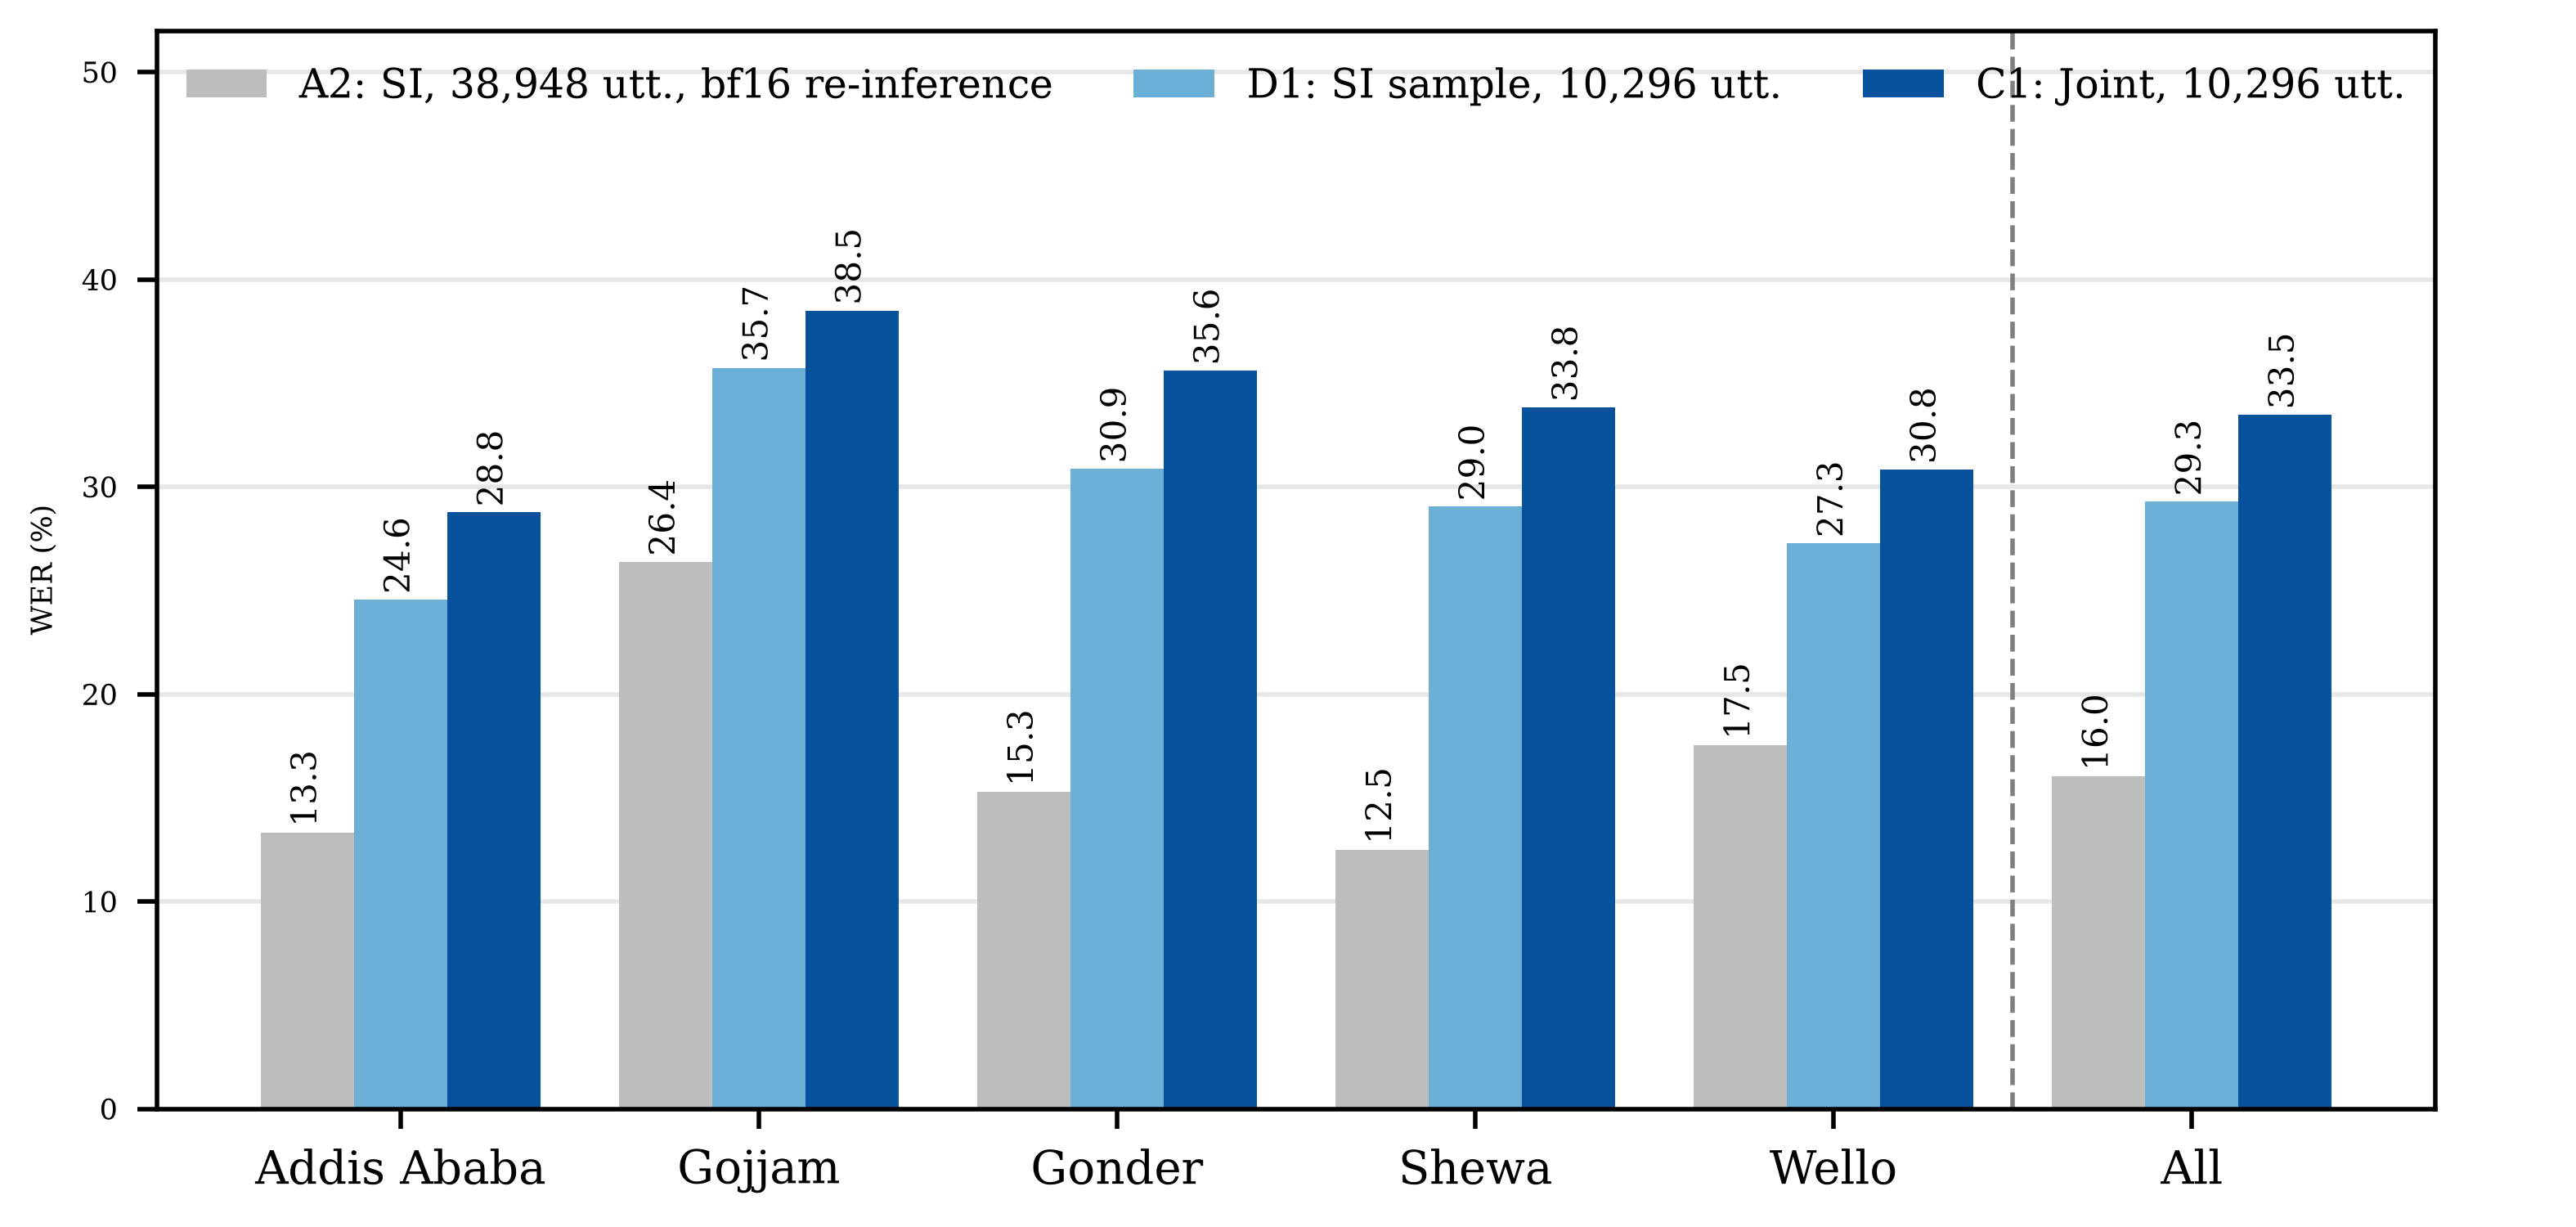 A2: SI, 38,948 utt., bf16 re-inference
D1: SI sample, 10,296 utt.
C1: Joint, 10,296 utt.
WER (%)
50
40
30
20
10
0
13.3
24.6
28.8
26.4
35.7
38.5
15.3
30.9
35.6
12.5
29.0
33.8
17.5
27.3
30.8
16.0
29.3
33.5
Addis Ababa
Gojjam
Gonder
Shewa
Wello
All